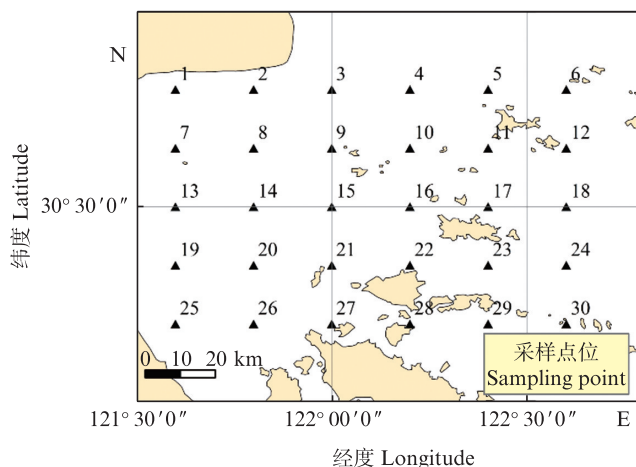 N
1 2 3 4 5 6
7 8 9 10 11 12
13 14 15 16 17 18
30° 30′ 0″
19 20 21 22 23 24
25 26 27 28 29 30
纬度 Latitude
0 10 20 km
采样点位
Sampling point
121° 30′ 0″ 122° 00′ 0″ 122° 30′ 0″ E
经度 Longitude